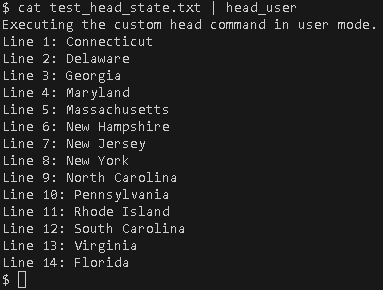 $ cat test_head_state.txt | head_user
Executing the custom head command in user mode.
Line 1: Connecticut
Line 2: Delaware
Line 3: Georgia
Line 4: Maryland
Line 5: Massachusetts
Line 6: New Hampshire
Line 7: New Jersey
Line 8: New York
Line 9: North Carolina
Line 10: Pennsylvania
Line 11: Rhode Island
Line 12: South Carolina
Line 13: Virginia
Line 14: Florida
$